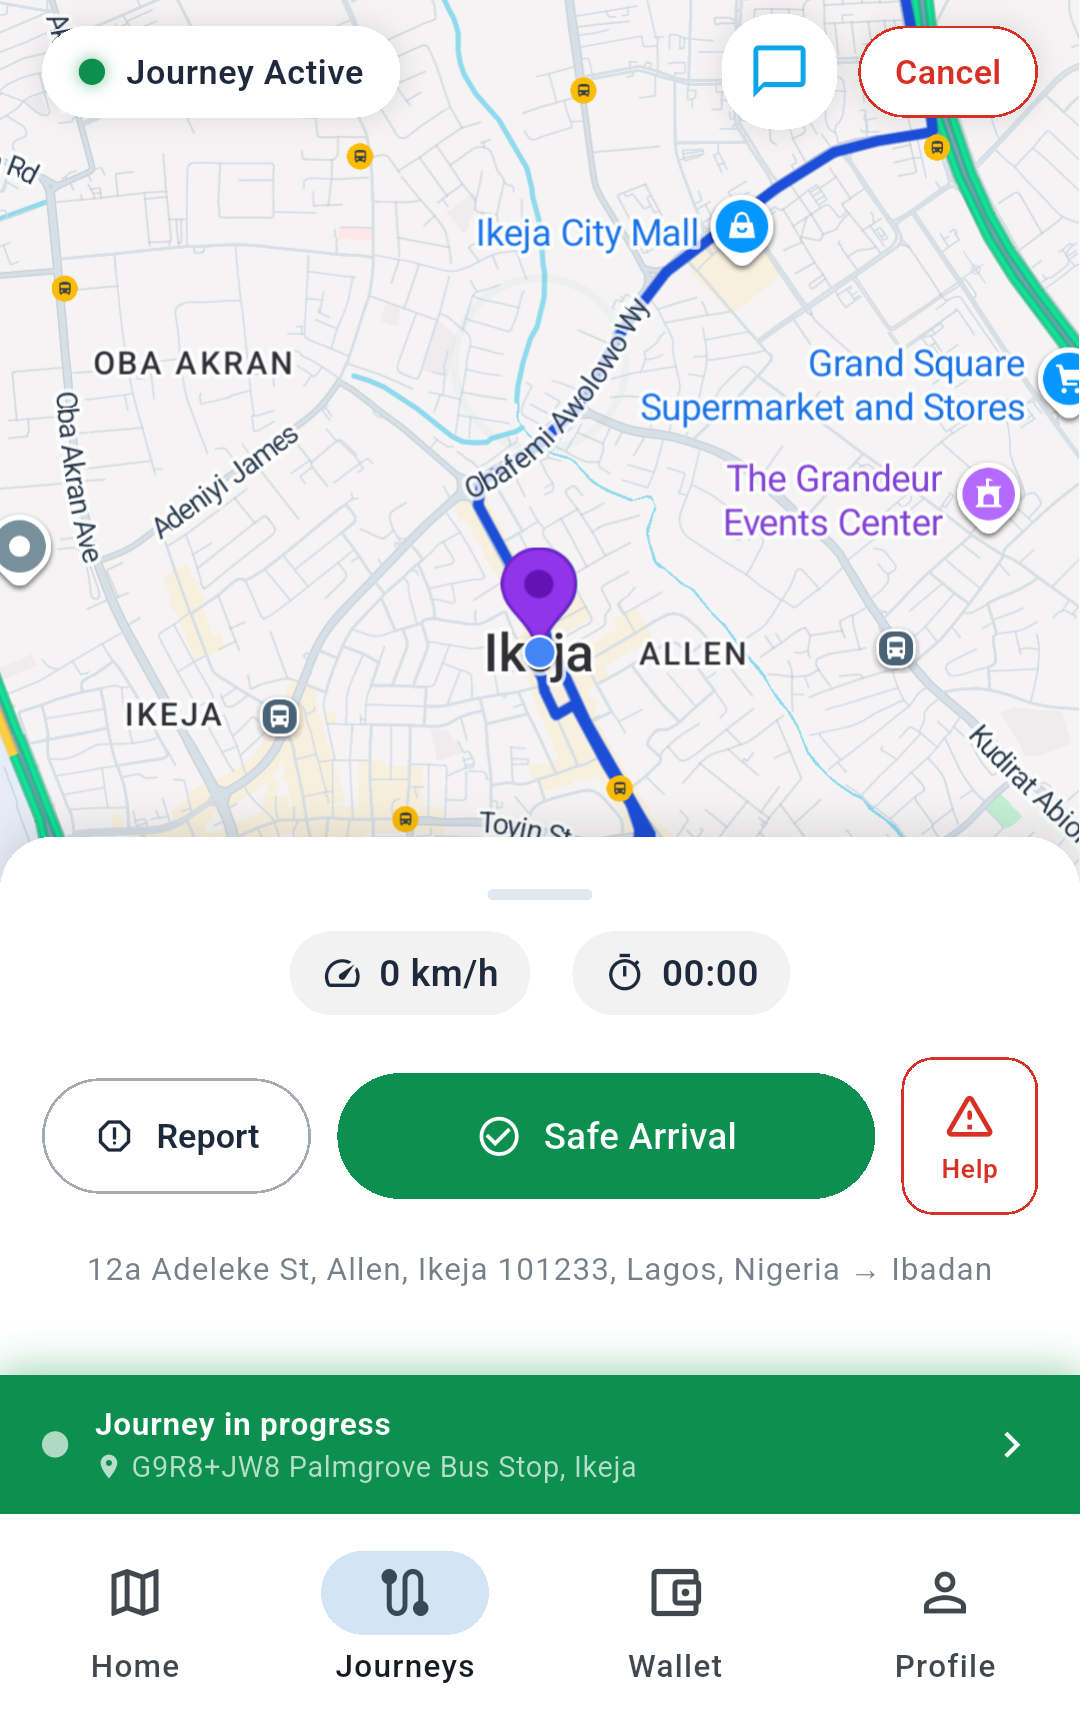 Journey Active
Cancel
Rd
Ikeja City Mall
OBA AKRAN
Grand Square
Supermarket and Stores
Oba Akran Ave
Adeniyi James
Obafemi Awolowo Wy
The Grandeur
Events Center
Ikeja
ALLEN
IKEJA
Kudirat Abio
Toyin St
0 km/h
00:00
Report
Safe Arrival
Help
12a Adeleke St, Allen, Ikeja 101233, Lagos, Nigeria → Ibadan
Journey in progress
G9R8+JW8 Palmgrove Bus Stop, Ikeja
Home
Journeys
Wallet
Profile